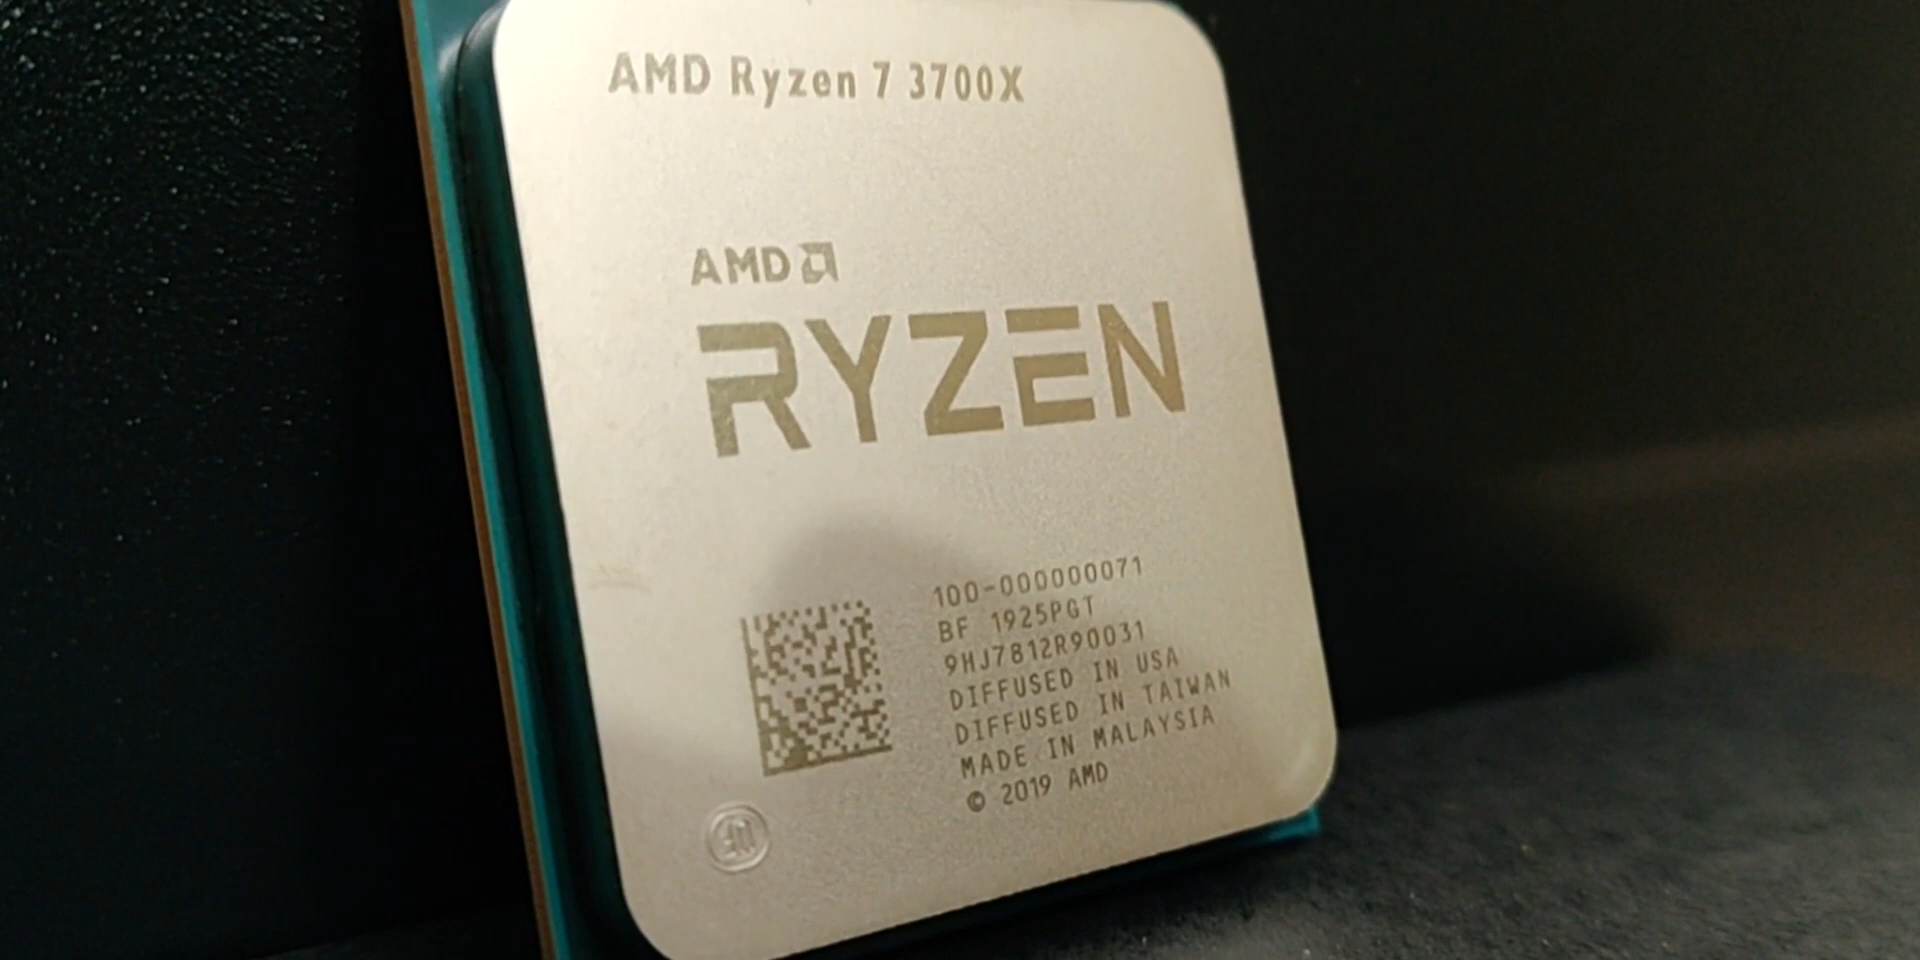 AMD Ryzen 7 3700X
AMD
RYZEN
100-000000071
BF 1925PGT
9HJ7812R90031
DIFFUSED IN USA
DIFFUSED IN TAIWAN
MADE IN MALAYSIA
© 2019 AMD